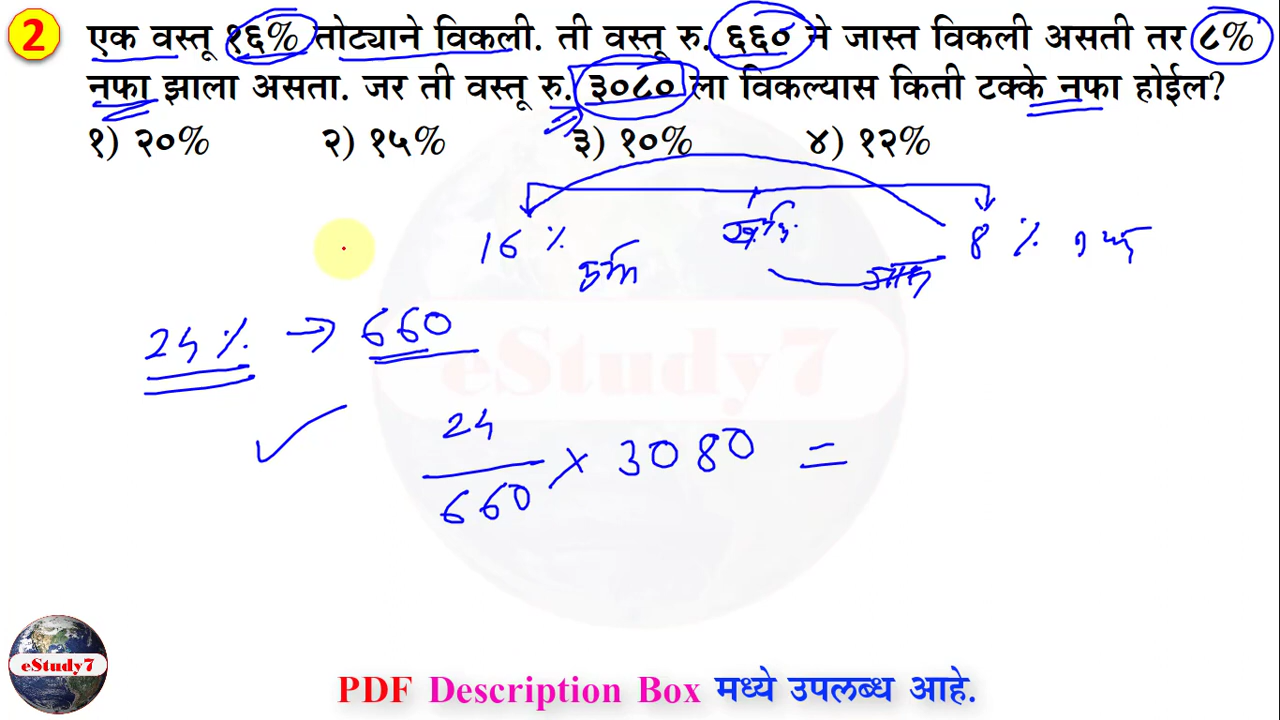 2 एक वस्तू १६% तोट्याने विकली. ती वस्तू रु. ६६० ने जास्त विकली असती तर ८%
नफा झाला असता. जर ती वस्तू रु. ३०८० ला विकल्यास किती टक्के नफा होईल?
१) २०% २) १५% ३) १०% ४) १२%
16 % 8 %
24 % → 660
24
660 × 3080 =
eStudy7
eStudy7
PDF Description Box मध्ये उपलब्ध आहे.